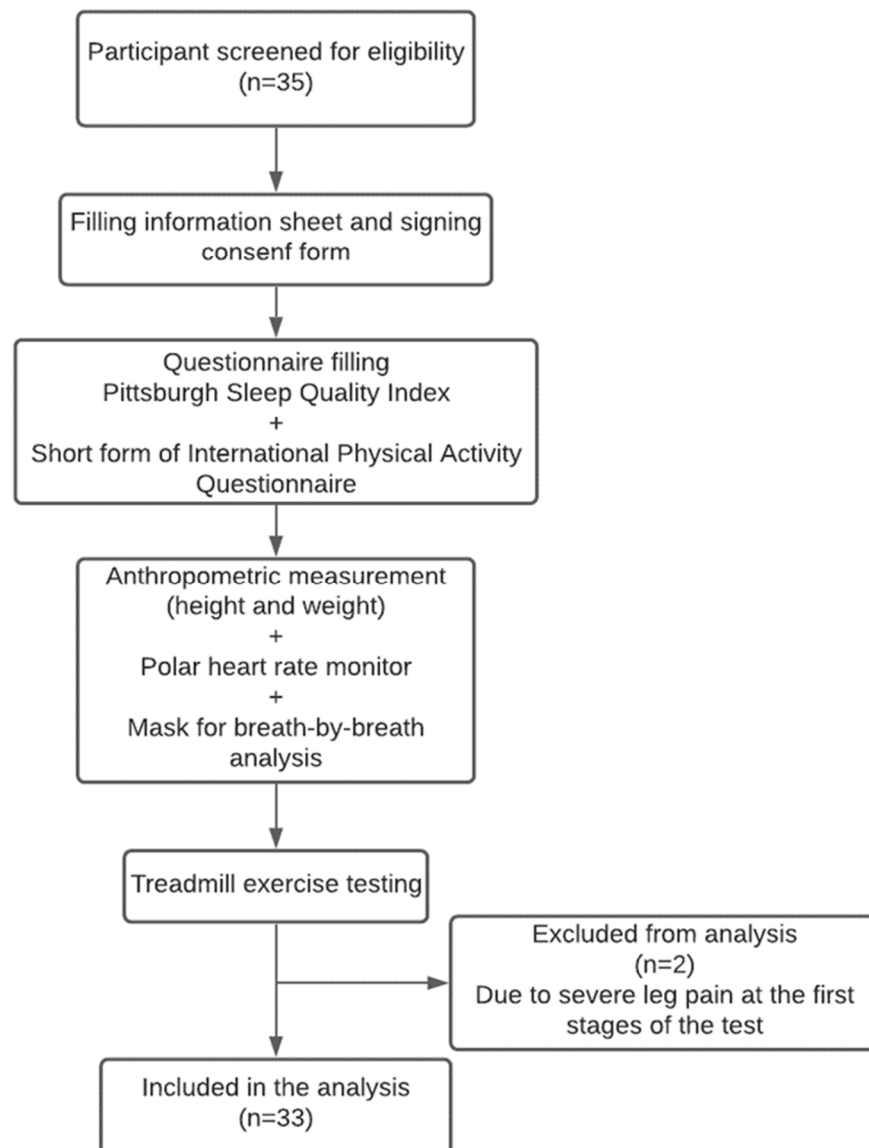 Participant screened for eligibility
(n=35)
Filling information sheet and signing
consenf form
Questionnaire filling
Pittsburgh Sleep Quality Index
+
Short form of International Physical Activity
Questionnaire
Anthropometric measurement
(height and weight)
+
Polar heart rate monitor
+
Mask for breath-by-breath
analysis
Treadmill exercise testing
Excluded from analysis
(n=2)
Due to severe leg pain at the first
stages of the test
Included in the analysis
(n=33)